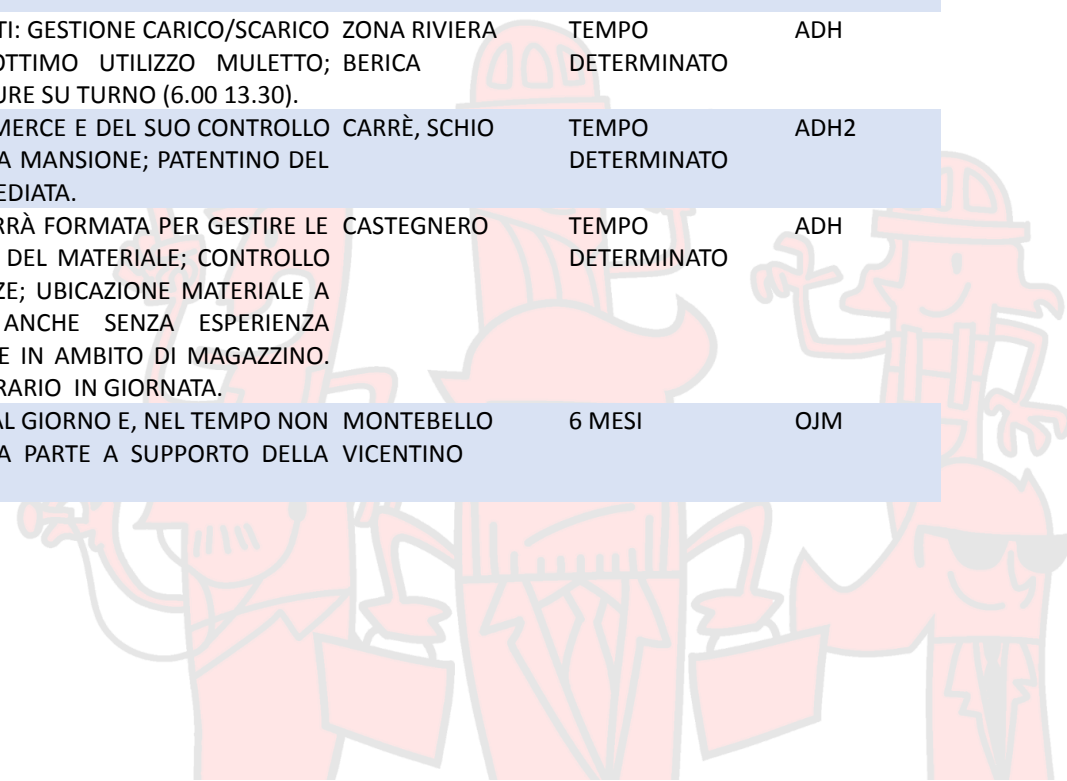 TI: GESTIONE CARICO/SCARICO ZONA RIVIERA TEMPO ADH
OTTIMO UTILIZZO MULETTO; BERICA DETERMINATO
URE SU TURNO (6.00 13.30).
MERCE E DEL SUO CONTROLLO CARRÈ, SCHIO TEMPO ADH2
A MANSIONE; PATENTINO DEL DETERMINATO
EDIATA.
RRÀ FORMATA PER GESTIRE LE CASTEGNERO TEMPO ADH
DEL MATERIALE; CONTROLLO DETERMINATO
ZE; UBICAZIONE MATERIALE A
ANCHE SENZA ESPERIENZA
E IN AMBITO DI MAGAZZINO.
RARIO IN GIORNATA.
AL GIORNO E, NEL TEMPO NON MONTEBELLO 6 MESI OJM
A PARTE A SUPPORTO DELLA VICENTINO